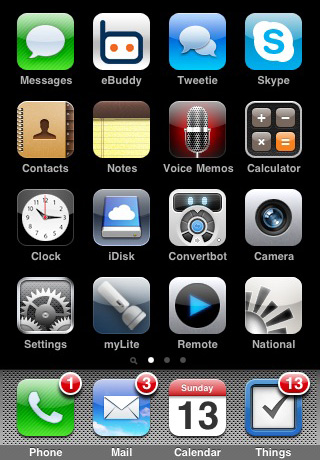 Messages eBuddy Tweetie Skype
Contacts Notes Voice Memos Calculator
Clock iDisk Convertbot Camera
Settings myLite Remote National
1 3 Sunday 13
13
Phone Mail Calendar Things